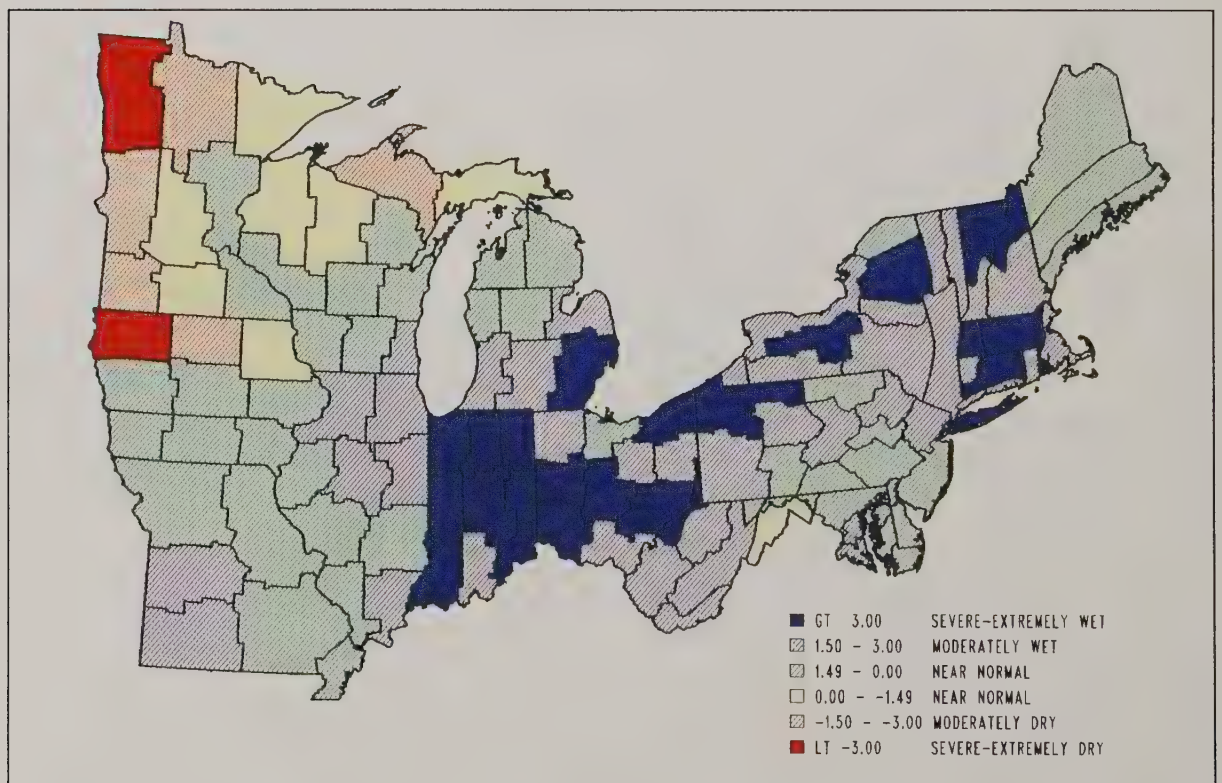 GT 3.00 SEVERE-EXTREMELY WET
1.50 - 3.00 MODERATELY WET
1.49 - 0.00 NEAR NORMAL
0.00 - -1.49 NEAR NORMAL
-1.50 - -3.00 MODERATELY DRY
LT -3.00 SEVERE-EXTREMELY DRY